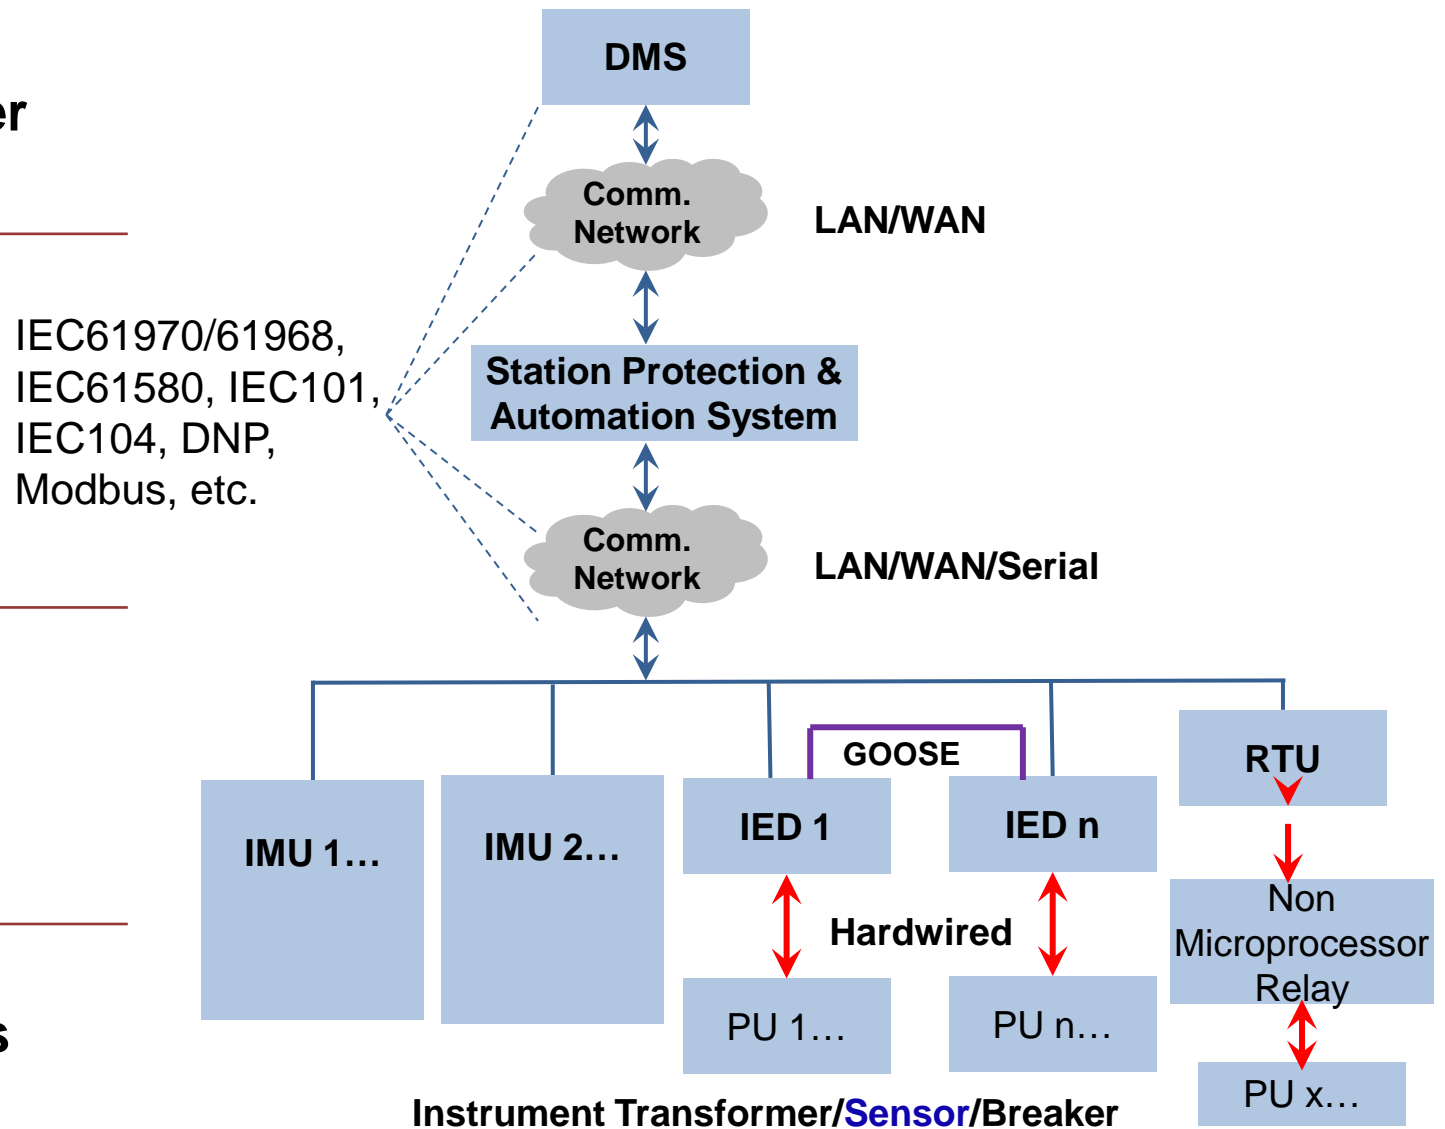 DMS
er
Comm.
Network
LAN/WAN
IEC61970/61968,
IEC61580, IEC101,
IEC104, DNP,
Modbus, etc.
Station Protection &
Automation System
Comm.
Network
LAN/WAN/Serial
GOOSE
RTU
IMU 1…
IMU 2…
IED 1
IED n
Hardwired
Non
Microprocessor
Relay
s
PU 1…
PU n…
PU x…
Instrument Transformer/Sensor/Breaker